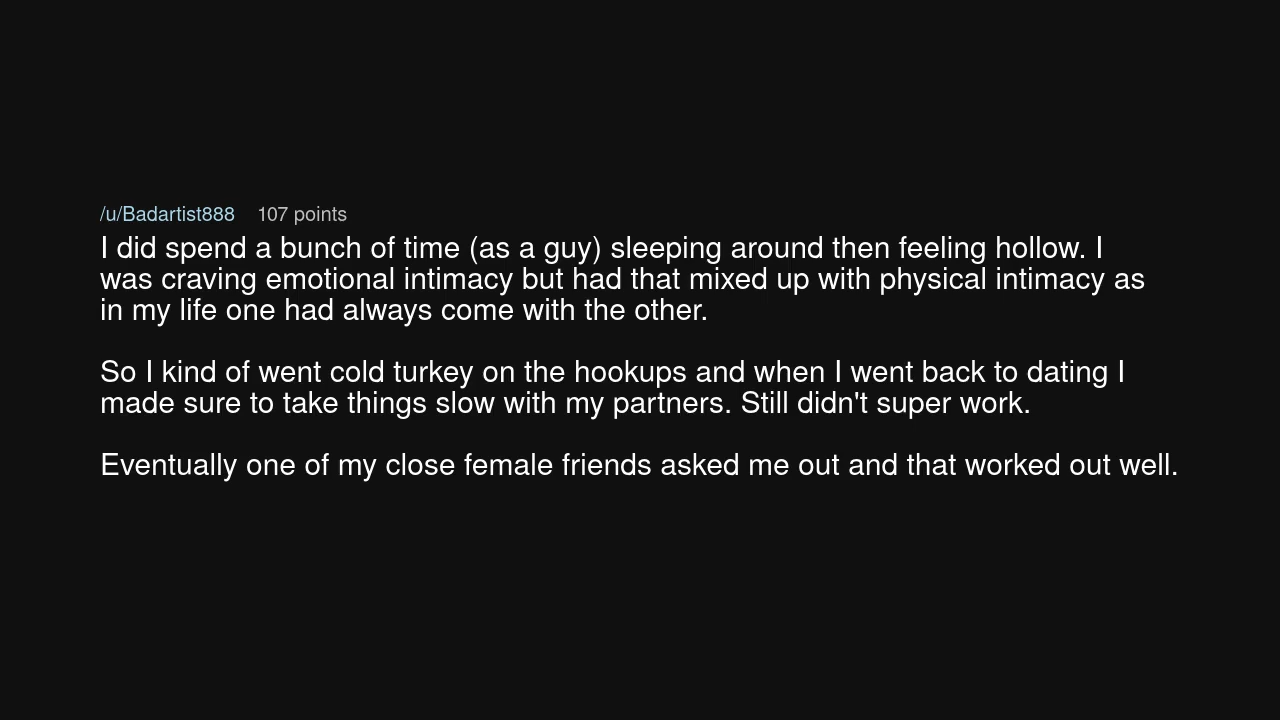 /u/Badartist888 107 points
I did spend a bunch of time (as a guy) sleeping around then feeling hollow. I
was craving emotional intimacy but had that mixed up with physical intimacy as
in my life one had always come with the other.
So I kind of went cold turkey on the hookups and when I went back to dating I
made sure to take things slow with my partners. Still didn't super work.
Eventually one of my close female friends asked me out and that worked out well.